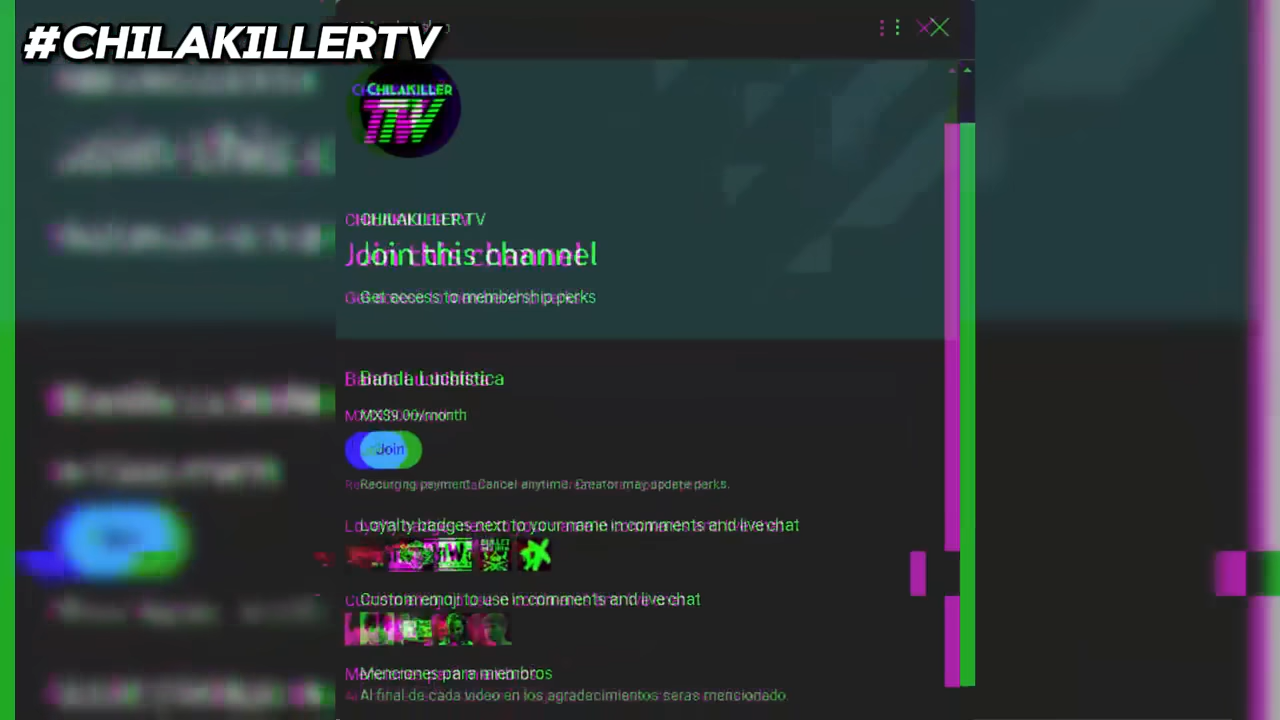 #CHILAKILLERTV
CHILAKILLER
TV
CHILAKILLER TV
Join this channel
Get access to membership perks
Banda Luchistica
MX$9.00/month
Join
Recurring payment. Cancel anytime. Creator may update perks.
Loyalty badges next to your name in comments and live chat
Custom emoji to use in comments and live chat
Menciones para miembros
Al final de cada video en los agradecimientos seras mencionado.